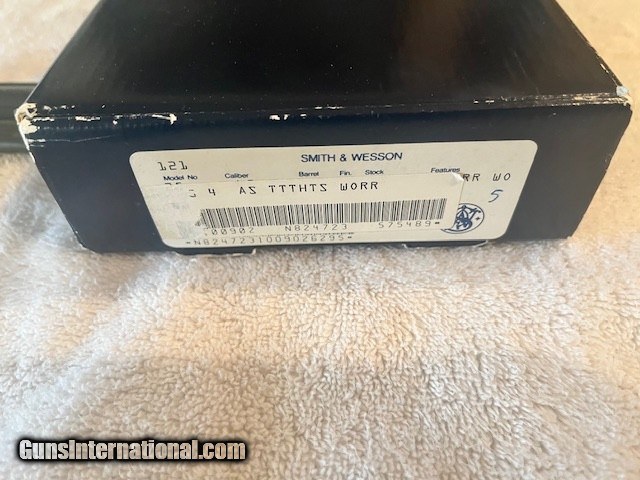 SMITH & WESSON
121
Model No Caliber Barrel Fin. Stock Features
4 AS TTTHTS WORR RR WO
5
00902 N824723 575489
*N8247231009026295*
GunsInternational.com